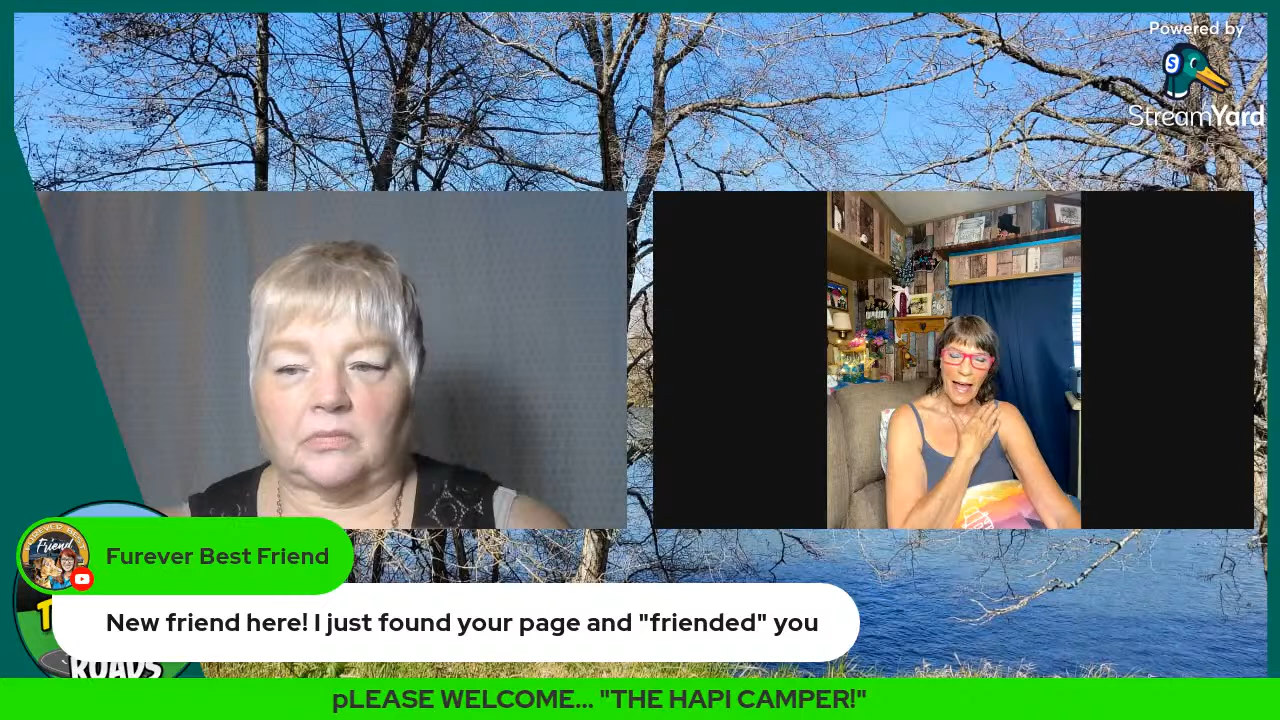 Powered by
StreamYard
Furever Best Friend
New friend here! I just found your page and "friended" you
ROADS
pLEASE WELCOME... "THE HAPI CAMPER!"